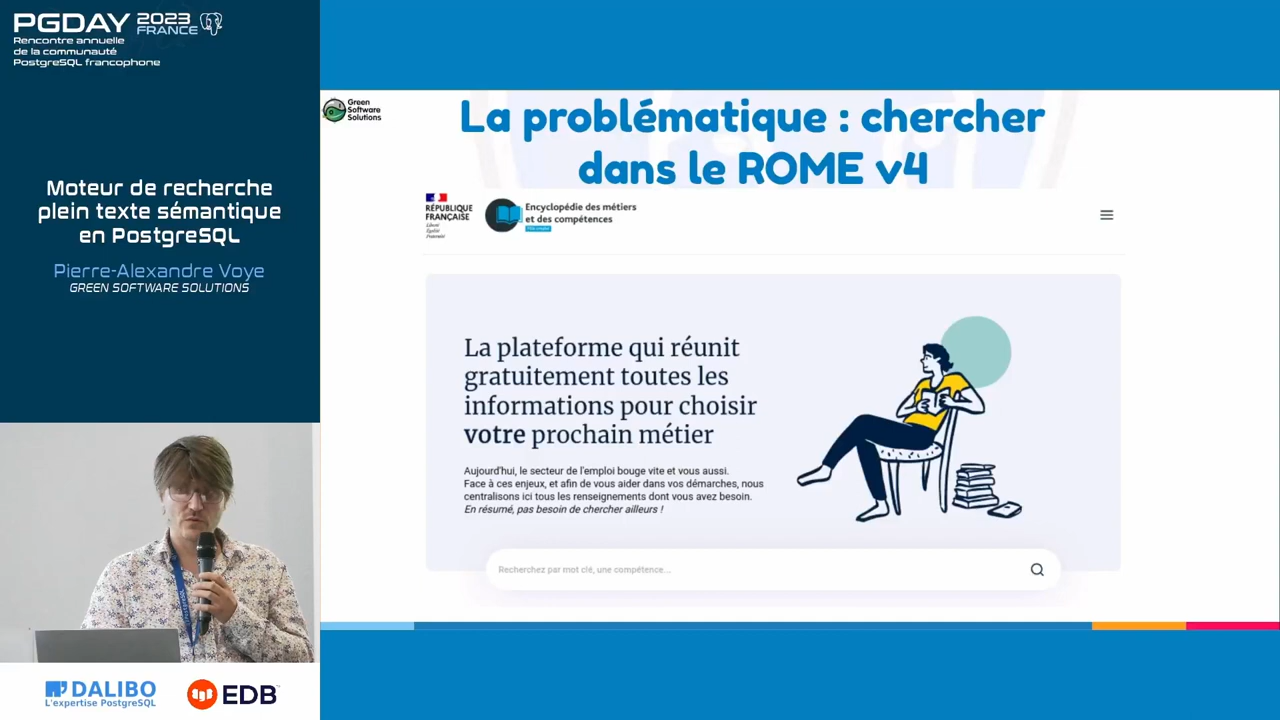 PGDAY 2023 FRANCE
Rencontre annuelle
de la communauté
PostgreSQL francophone
Moteur de recherche
plein texte sémantique
en PostgreSQL
Pierre-Alexandre Voye
GREEN SOFTWARE SOLUTIONS
DALIBO
L'expertise PostgreSQL
EDB
Green
Software
Solutions
La problématique : chercher
dans le ROME v4
RÉPUBLIQUE
FRANÇAISE
Liberté
Égalité
Fraternité
Encyclopédie des métiers
et des compétences
La plateforme qui réunit
gratuitement toutes les
informations pour choisir
votre prochain métier
Aujourd'hui, le secteur de l'emploi bouge vite et vous aussi.
Face à ces enjeux, et afin de vous aider dans vos démarches, nous
centralisons ici tous les renseignements dont vous avez besoin.
En résumé, pas besoin de chercher ailleurs !
Recherchez par mot clé, une compétence...